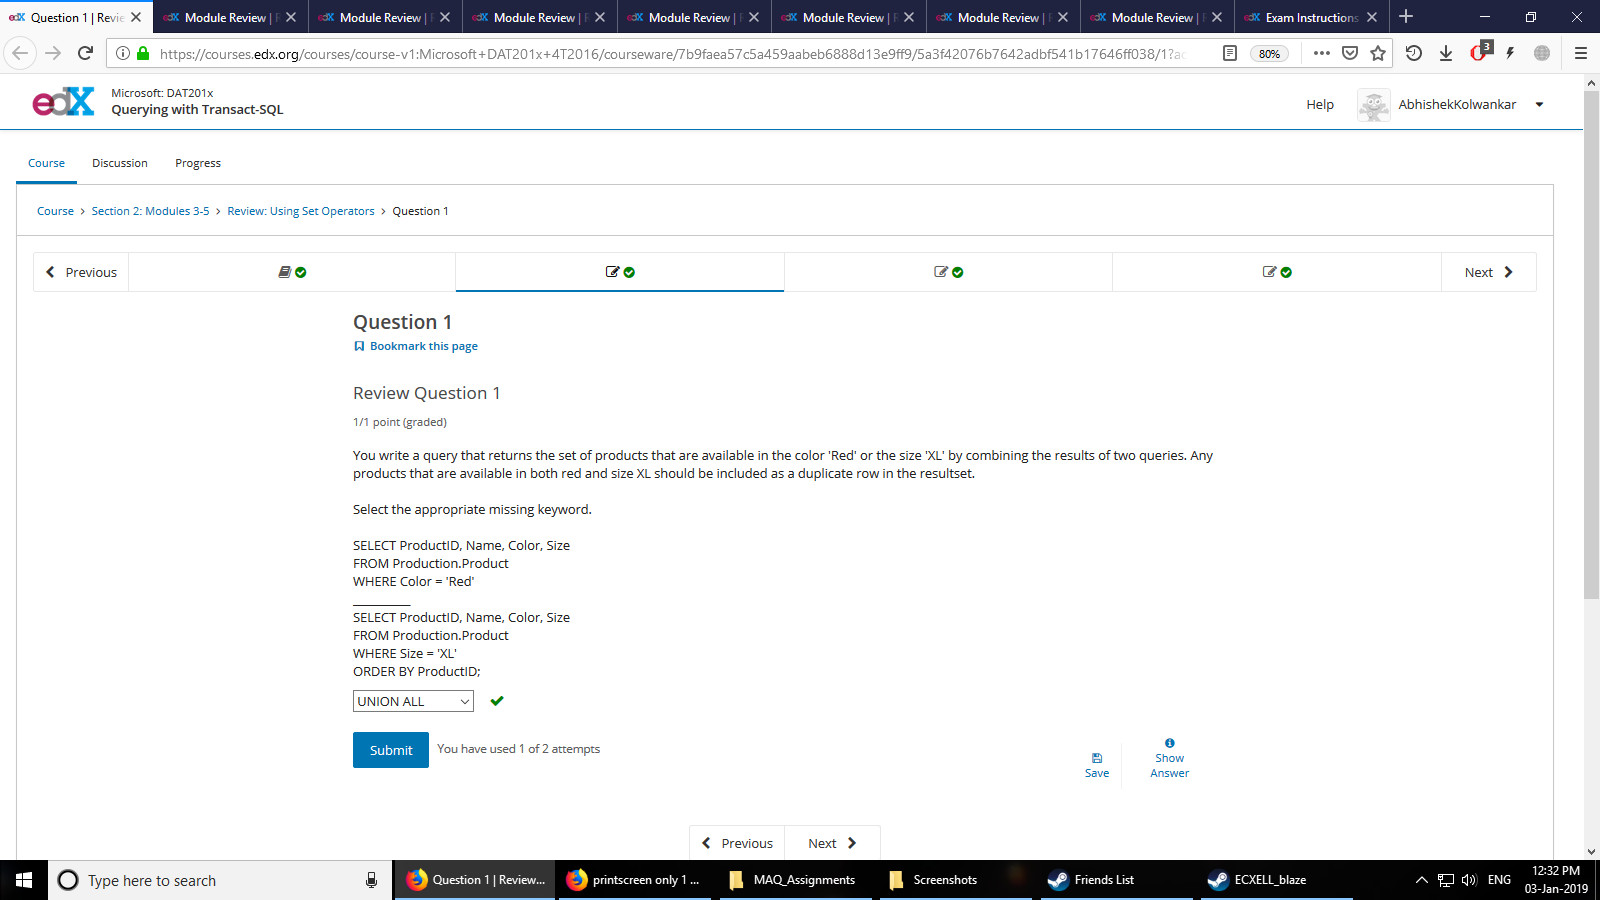 Question 1 | Revie
Module Review |
Module Review |
Module Review |
Module Review |
Module Review |
Module Review |
Module Review |
Exam Instructions
https://courses.edx.org/courses/course-v1:Microsoft+DAT201x+4T2016/courseware/7b9faea57c5a459aabeb6888d13e9ff9/5a3f42076b7642adbf541b17646ff038/1?ac
80%
3
edX
Microsoft: DAT201x
Querying with Transact-SQL
Help
AbhishekKolwankar
Course
Discussion
Progress
Course > Section 2: Modules 3-5 > Review: Using Set Operators > Question 1
Previous
Next
Question 1
Bookmark this page
Review Question 1
1/1 point (graded)
You write a query that returns the set of products that are available in the color 'Red' or the size 'XL' by combining the results of two queries. Any
products that are available in both red and size XL should be included as a duplicate row in the resultset.
Select the appropriate missing keyword.
SELECT ProductID, Name, Color, Size
FROM Production.Product
WHERE Color = 'Red'
_________
SELECT ProductID, Name, Color, Size
FROM Production.Product
WHERE Size = 'XL'
ORDER BY ProductID;
UNION ALL
Submit
You have used 1 of 2 attempts
Save
Show
Answer
Previous
Next
Type here to search
Question 1 | Review...
printscreen only 1 ...
MAQ_Assignments
Screenshots
Friends List
ECXELL_blaze
ENG
12:32 PM
03-Jan-2019